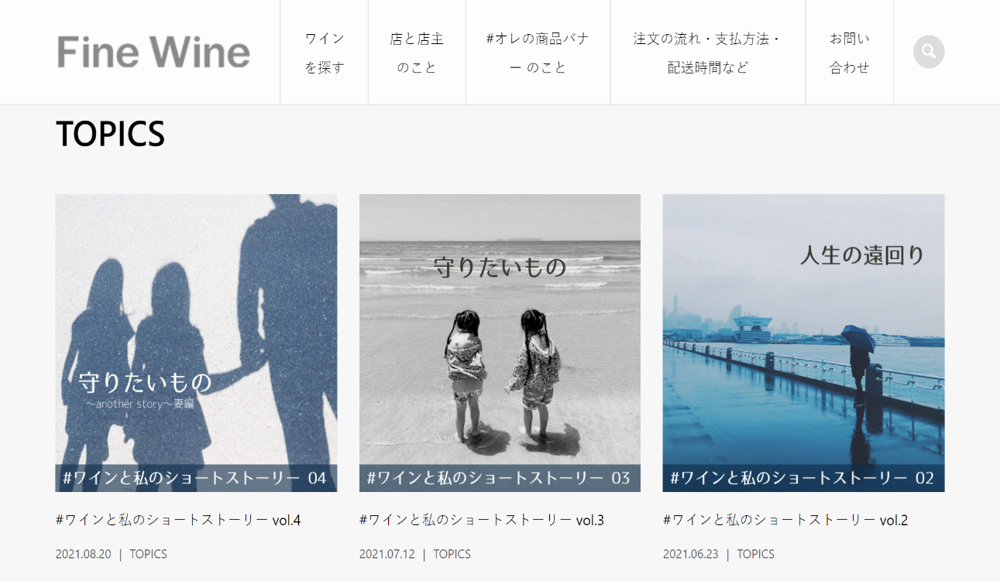 Fine Wine
ワイン
を探す
店と店主
のこと
#オレの商品バナ
ー のこと
注文の流れ・支払方法・
配送時間など
お問い
合わせ
TOPICS
守りたいもの
～another story～妻編
#ワインと私のショートストーリー 04
守りたいもの
#ワインと私のショートストーリー 03
人生の遠回り
#ワインと私のショートストーリー 02
#ワインと私のショートストーリー vol.4
2021.08.20 | TOPICS
#ワインと私のショートストーリー vol.3
2021.07.12 | TOPICS
#ワインと私のショートストーリー vol.2
2021.06.23 | TOPICS